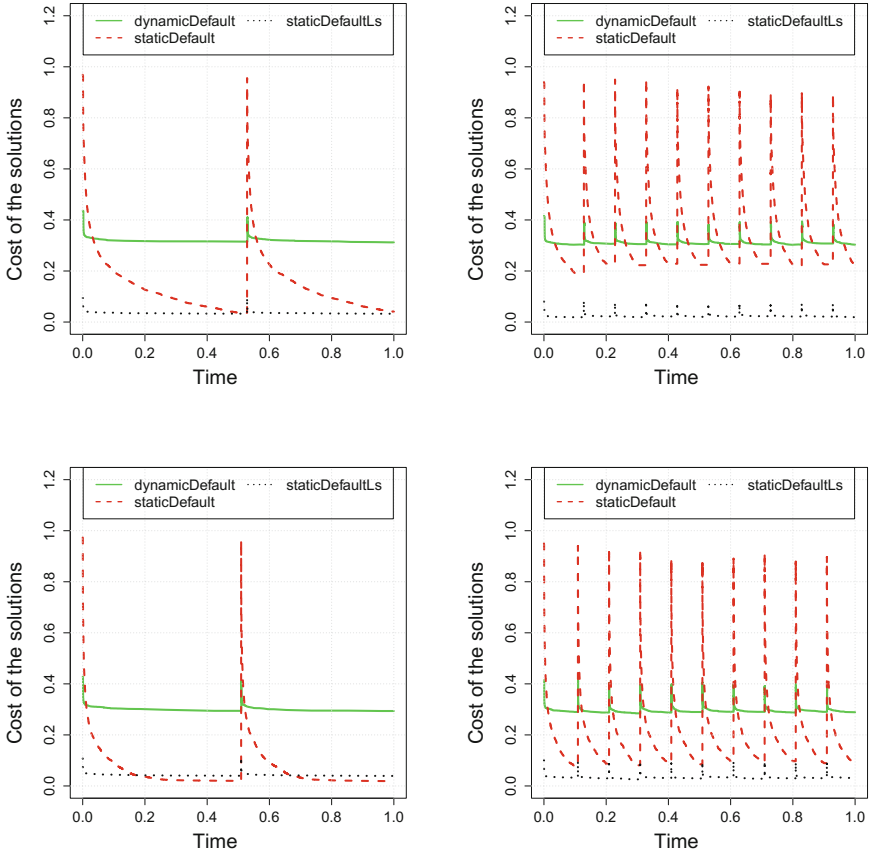 dynamicDefault staticDefaultLs
staticDefault
Cost of the solutions
0.0 0.2 0.4 0.6 0.8 1.0 1.2
0.0 0.2 0.4 0.6 0.8 1.0
Time
dynamicDefault staticDefaultLs
staticDefault
Cost of the solutions
0.0 0.2 0.4 0.6 0.8 1.0 1.2
0.0 0.2 0.4 0.6 0.8 1.0
Time
dynamicDefault staticDefaultLs
staticDefault
Cost of the solutions
0.0 0.2 0.4 0.6 0.8 1.0 1.2
0.0 0.2 0.4 0.6 0.8 1.0
Time
dynamicDefault staticDefaultLs
staticDefault
Cost of the solutions
0.0 0.2 0.4 0.6 0.8 1.0 1.2
0.0 0.2 0.4 0.6 0.8 1.0
Time